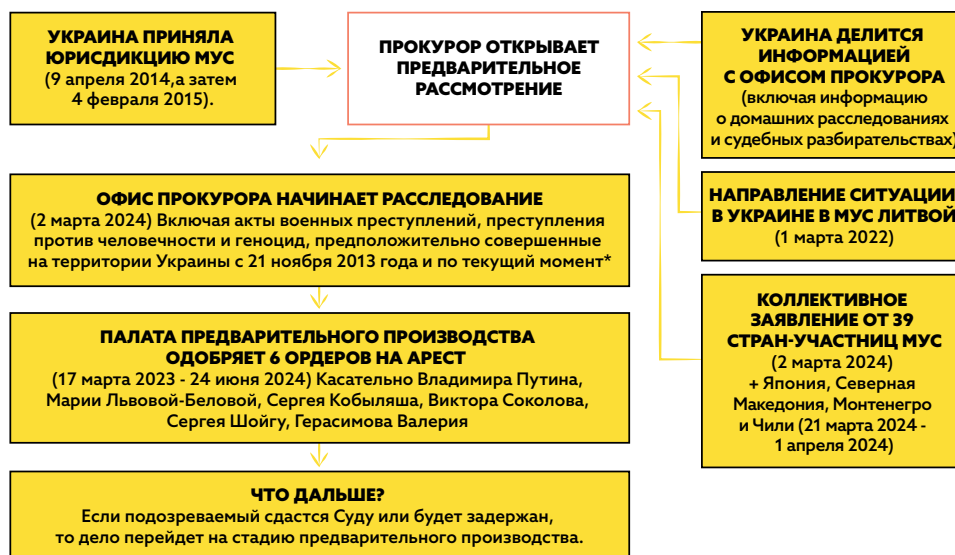 УКРАИНА ПРИНЯЛА
ЮРИСДИКЦИЮ МУС
(9 апреля 2014,а затем
4 февраля 2015).
ПРОКУРОР ОТКРЫВАЕТ
ПРЕДВАРИТЕЛЬНОЕ
РАССМОТРЕНИЕ
УКРАИНА ДЕЛИТСЯ
ИНФОРМАЦИЕЙ
С ОФИСОМ ПРОКУРОРА
(включая информацию
о домашних расследованиях
и судебных разбирательствах)
ОФИС ПРОКУРОРА НАЧИНАЕТ РАССЛЕДОВАНИЕ
(2 марта 2024) Включая акты военных преступлений, преступления
против человечности и геноцид, предположительно совершенные
на территории Украины с 21 ноября 2013 года и по текущий момент*
НАПРАВЛЕНИЕ СИТУАЦИИ
В УКРАИНЕ В МУС ЛИТВОЙ
(1 марта 2022)
ПАЛАТА ПРЕДВАРИТЕЛЬНОГО ПРОИЗВОДСТВА
ОДОБРЯЕТ 6 ОРДЕРОВ НА АРЕСТ
(17 марта 2023 - 24 июня 2024) Касательно Владимира Путина,
Марии Львовой-Беловой, Сергея Кобыляша, Виктора Соколова,
Сергея Шойгу, Герасимова Валерия
КОЛЛЕКТИВНОЕ
ЗАЯВЛЕНИЕ ОТ 39
СТРАН-УЧАСТНИЦ МУС
(2 марта 2024)
+ Япония, Северная
Македония, Монтенегро
и Чили (21 марта 2024 -
1 апреля 2024)
ЧТО ДАЛЬШЕ?
Если подозреваемый сдастся Суду или будет задержан,
то дело перейдет на стадию предварительного производства.